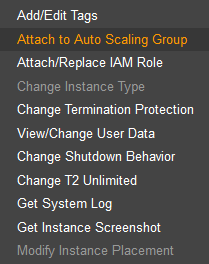 Add/Edit Tags
Attach to Auto Scaling Group
Attach/Replace IAM Role
Change Instance Type
Change Termination Protection
View/Change User Data
Change Shutdown Behavior
Change T2 Unlimited
Get System Log
Get Instance Screenshot
Modify Instance Placement